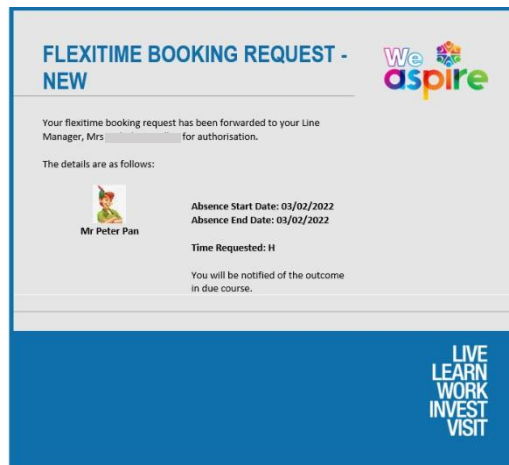 FLEXITIME BOOKING REQUEST -
NEW
We
aspire
Your flexitime booking request has been forwarded to your Line
Manager, Mrs for authorisation.
The details are as follows:
Mr Peter Pan
Absence Start Date: 03/02/2022
Absence End Date: 03/02/2022
Time Requested: H
You will be notified of the outcome
in due course.
LIVE
LEARN
WORK
INVEST
VISIT